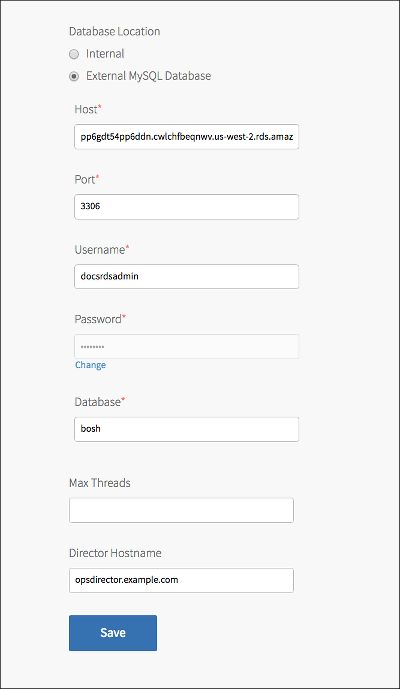 Database Location
Internal
External MySQL Database
Host*
pp6gdt54pp6ddn.cwlchfbeqnwv.us-west-2.rds.amaz
Port*
3306
Username*
docsrdsadmin
Password*
••••••••
Change
Database*
bosh
Max Threads
Director Hostname
opsdirector.example.com
Save